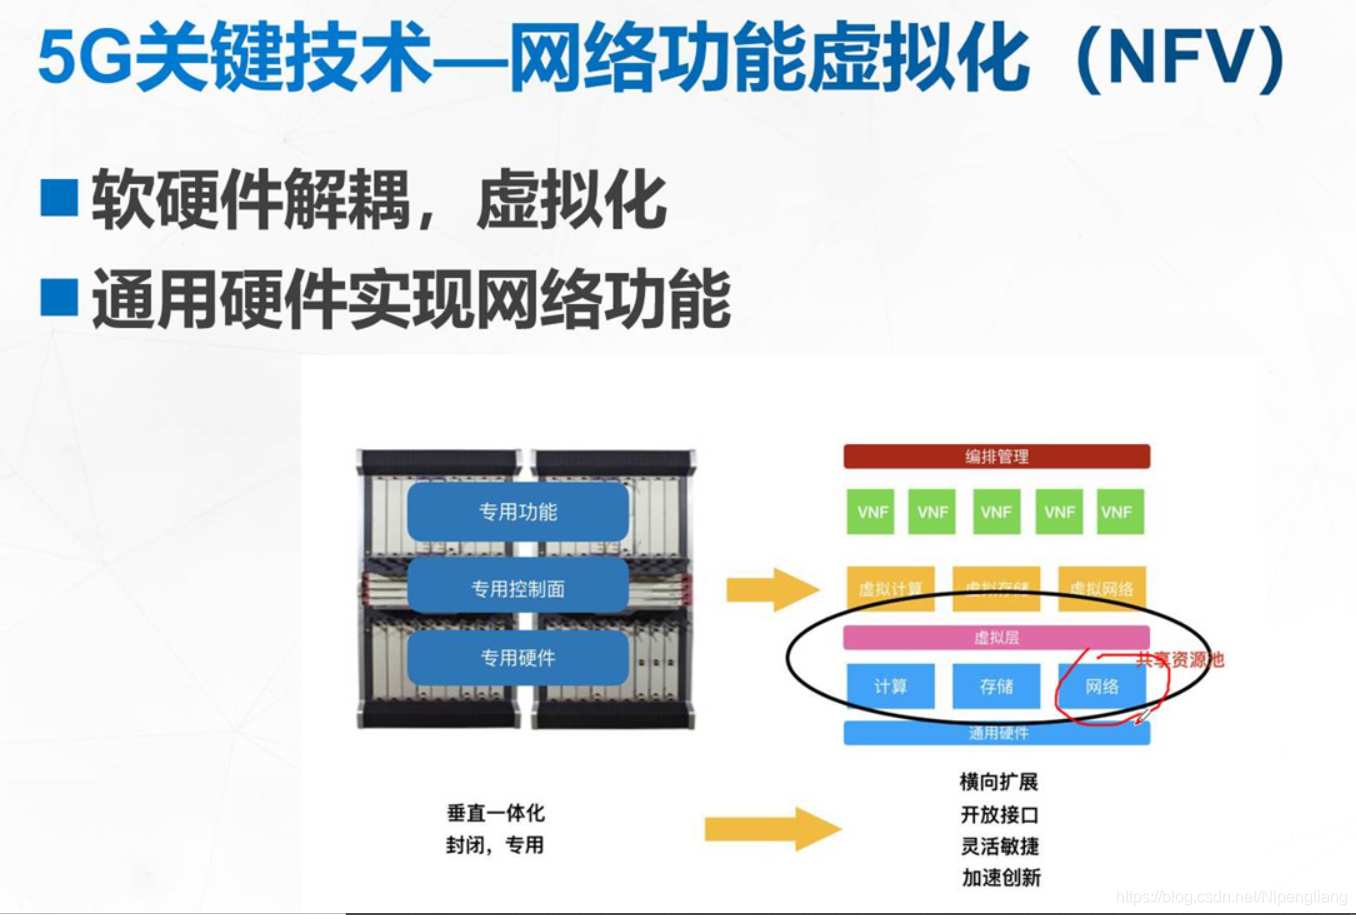 5G关键技术—网络功能虚拟化（NFV）
软硬件解耦，虚拟化
通用硬件实现网络功能
专用功能
专用控制面
专用硬件
编排管理
VNF VNF VNF VNF VNF
虚拟计算 虚拟存储 虚拟网络
虚拟层
共享资源池
计算 存储 网络
通用硬件
垂直一体化
封闭，专用
横向扩展
开放接口
灵活敏捷
加速创新
https://blog.csdn.net/Nipengliang